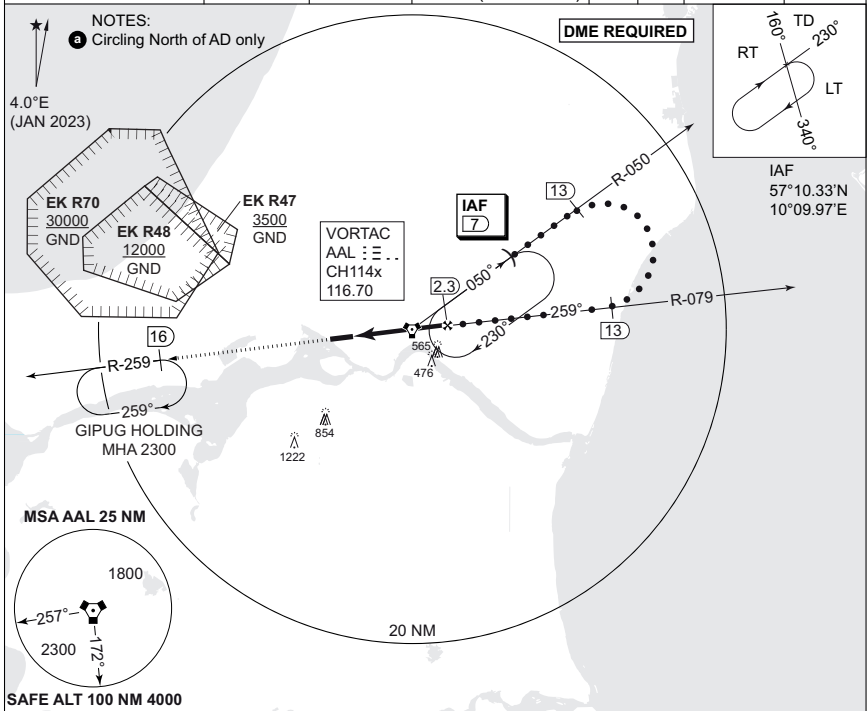 NOTES:
a Circling North of AD only
DME REQUIRED
160°
TD
230°
RT
LT
340°
4.0°E
(JAN 2023)
IAF
57°10.33'N
10°09.97'E
EK R70
30000
GND
EK R48
12000
GND
EK R47
3500
GND
IAF
7
13
R-050
VORTAC
AAL
CH114x
116.70
050°
2.3
230°
259°
R-079
13
565
476
16
R-259
259°
GIPUG HOLDING
MHA 2300
854
1222
MSA AAL 25 NM
1800
257°
2300
172°
20 NM
SAFE ALT 100 NM 4000